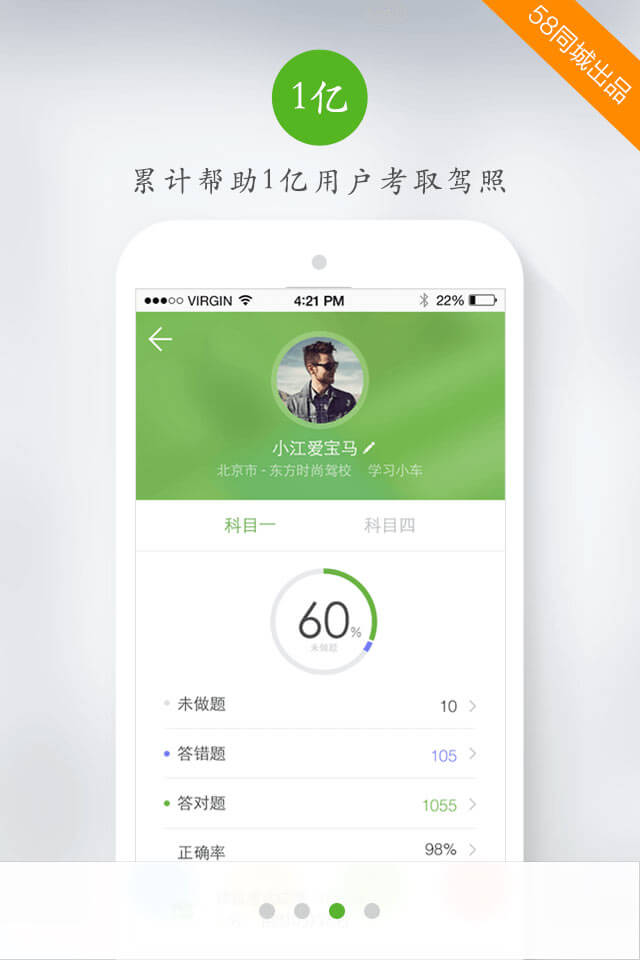 58同城出品
1亿
累计帮助1亿用户考取驾照
VIRGIN 4:21 PM 22%
小江爱宝马
北京市 - 东方时尚驾校 学习小车
科目一 科目四
60%
未做题
未做题 10
答错题 105
答对题 1055
正确率 98%